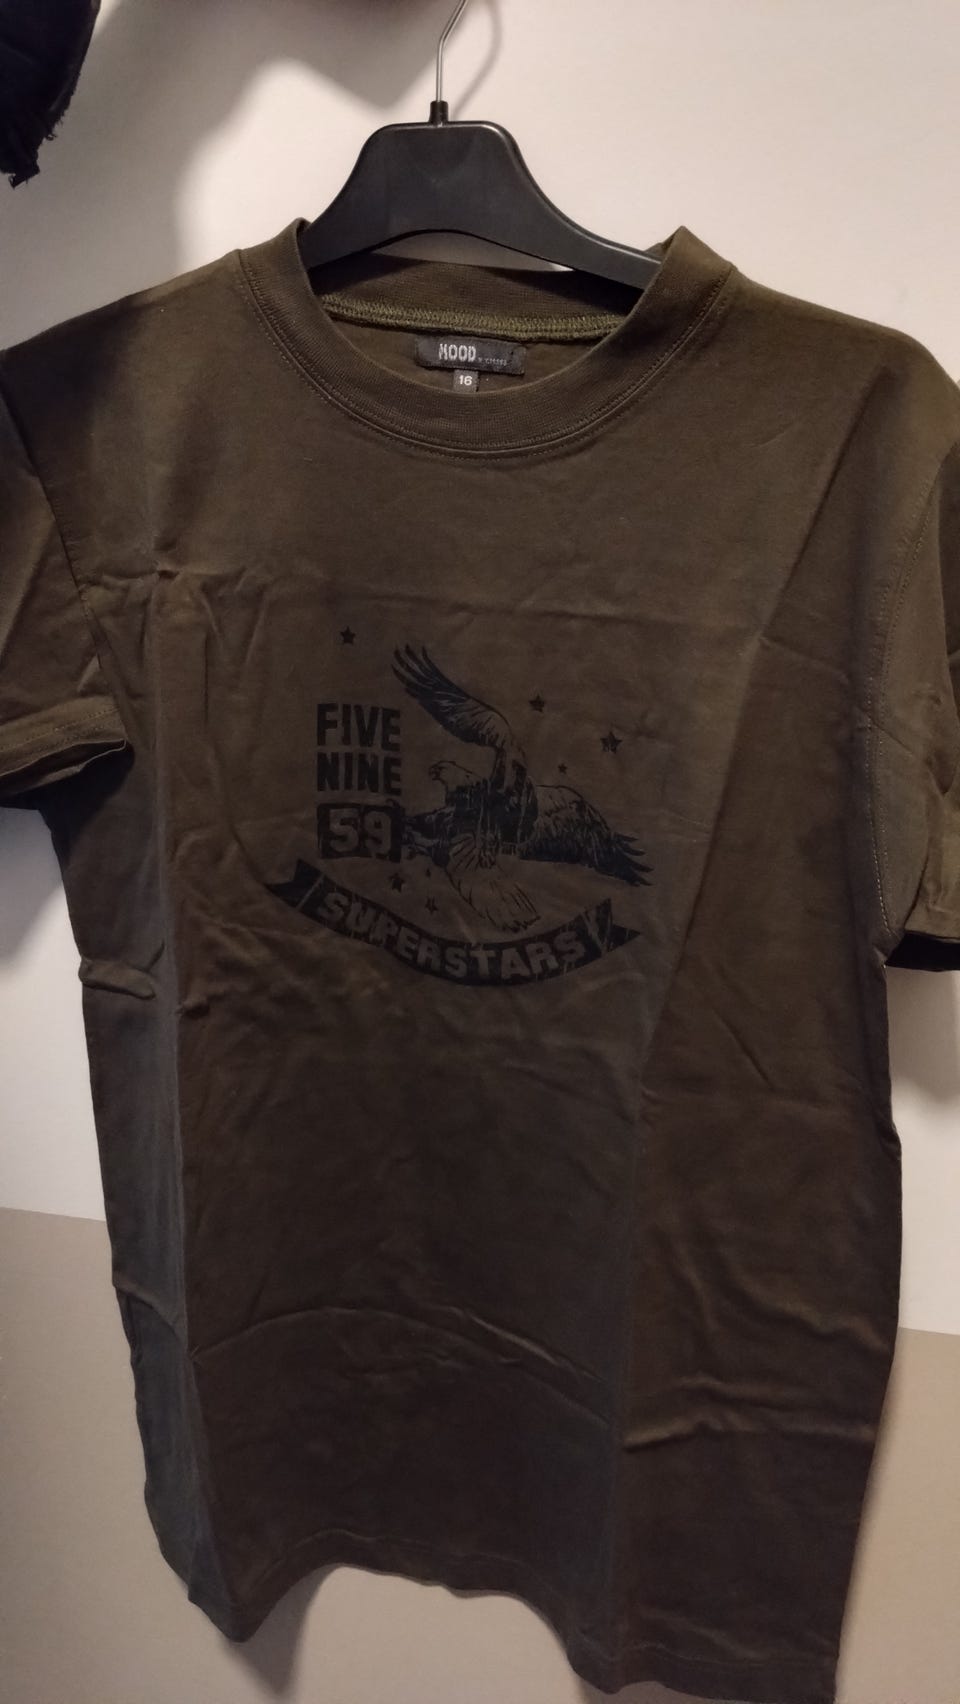 HOOD
16
FIVE
NINE
59
SUPERSTARS